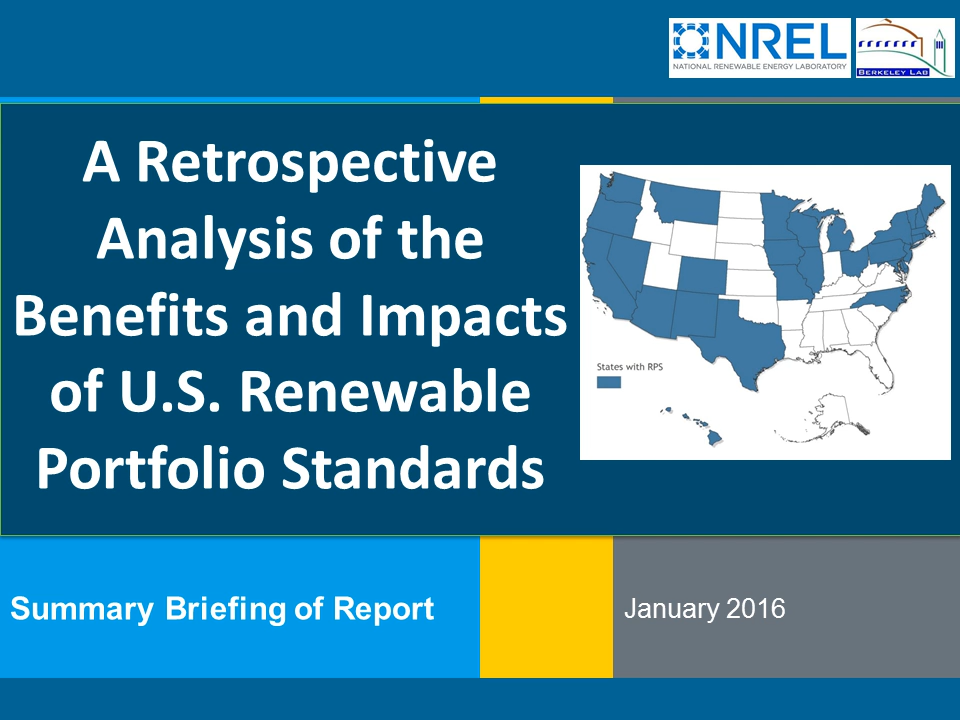 NREL
NATIONAL RENEWABLE ENERGY LABORATORY
BERKELEY LAB
A Retrospective
Analysis of the
Benefits and Impacts
of U.S. Renewable
Portfolio Standards
States with RPS
Summary Briefing of Report
January 2016